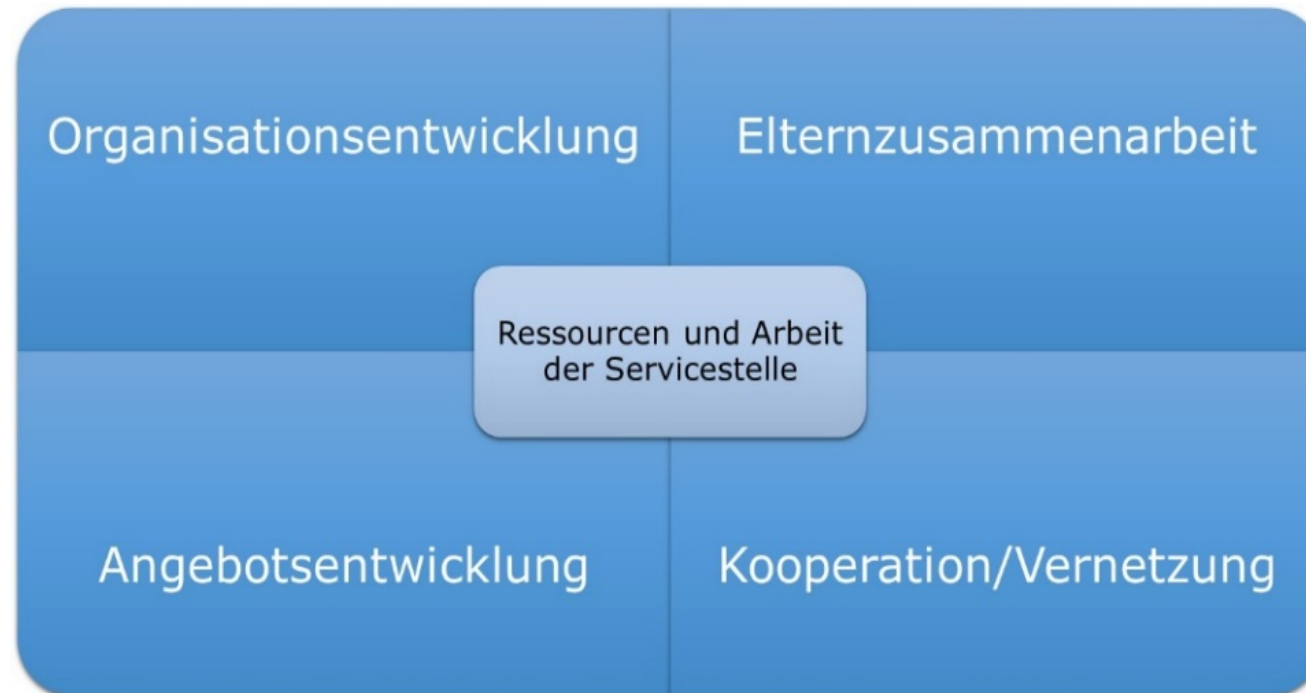 Organisationsentwicklung
Elternzusammenarbeit
Ressourcen und Arbeit
der Servicestelle
Angebotsentwicklung
Kooperation/Vernetzung